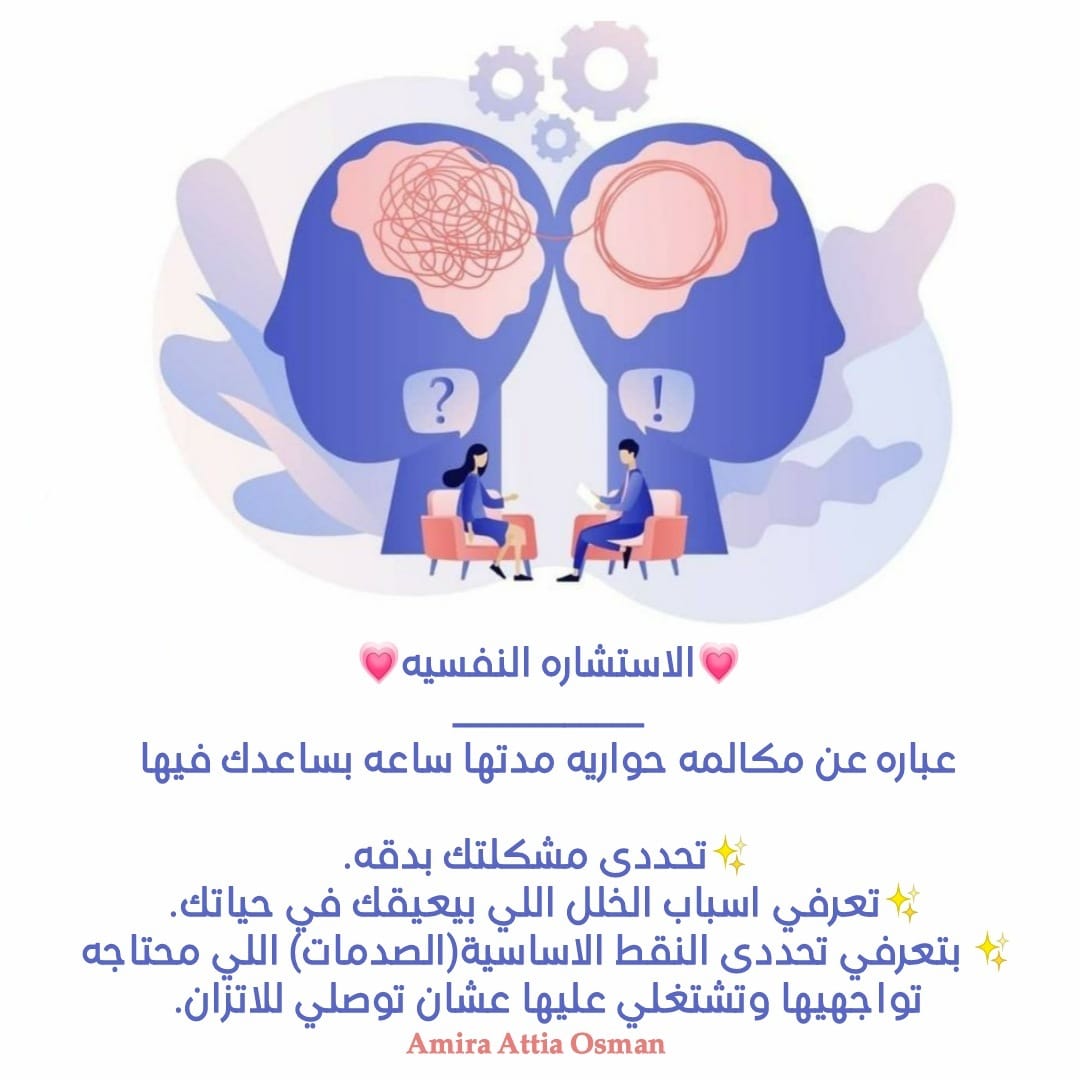 ?
!
💗الاستشاره النفسيه💗
ـــــــــــــــــــــ
عباره عن مكالمه حواريه مدتها ساعه بساعدك فيها
✨تحددى مشكلتك بدقه.
✨تعرفي اسباب الخلل اللي بيعيقك في حياتك.
✨ بتعرفي تحددى النقط الاساسية(الصدمات) اللي محتاجه
تواجهيها وتشتغلي عليها عشان توصلي للاتزان.
Amira Attia Osman